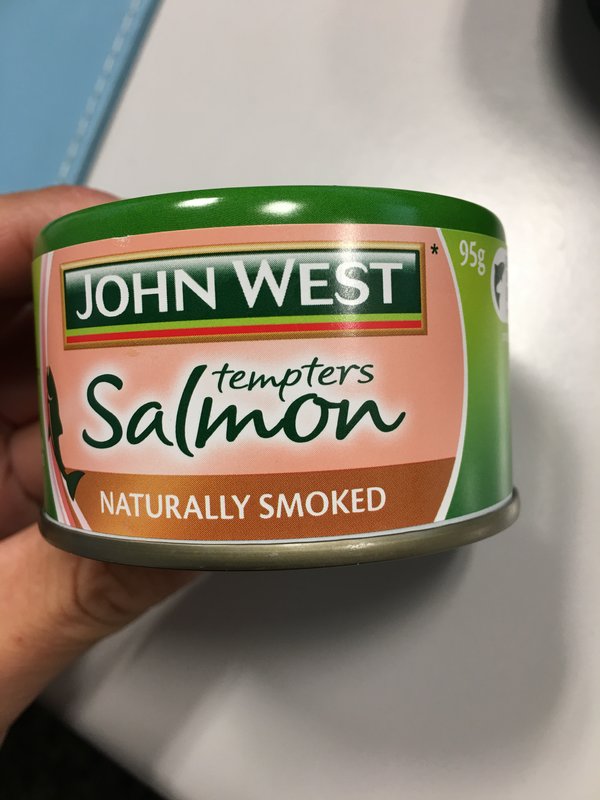 JOHN WEST*
95g
tempters
Salmon
NATURALLY SMOKED